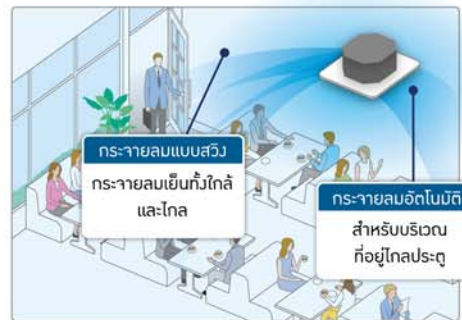 กระจายลมแบบสวิง
กระจายลมเย็นทั้งใกล้
และไกล
กระจายลมอัตโนมัติ
สำหรับบริเวณ
ที่อยู่ไกลประตู